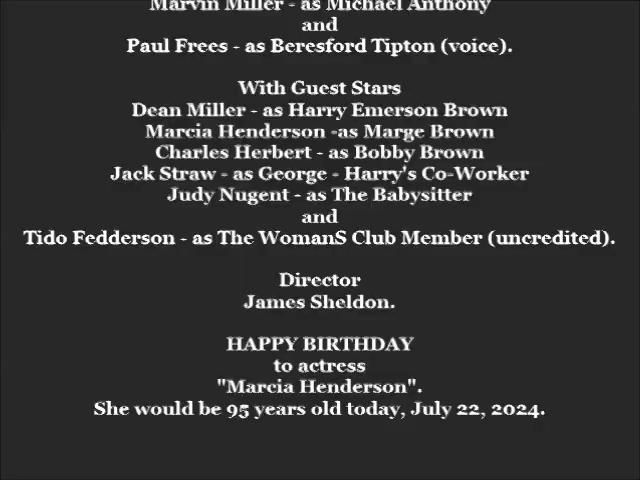 Marvin Miller - as Michael Anthony
and
Paul Frees - as Beresford Tipton (voice).
With Guest Stars
Dean Miller - as Harry Emerson Brown
Marcia Henderson -as Marge Brown
Charles Herbert - as Bobby Brown
Jack Straw - as George - Harry's Co-Worker
Judy Nugent - as The Babysitter
and
Tido Fedderson - as The WomanS Club Member (uncredited).
Director
James Sheldon.
HAPPY BIRTHDAY
to actress
"Marcia Henderson".
She would be 95 years old today, July 22, 2024.